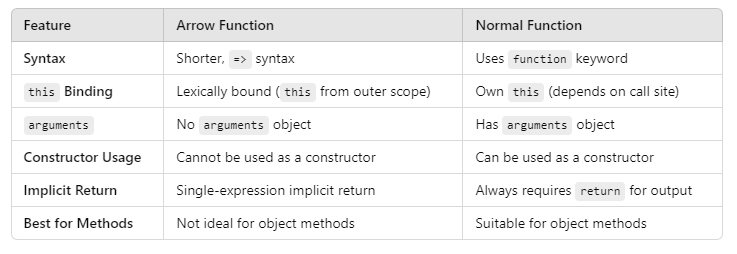 Feature Arrow Function Normal Function
Syntax Shorter, => syntax Uses function keyword
this Binding Lexically bound ( this from outer scope) Own this (depends on call site)
arguments No arguments object Has arguments object
Constructor Usage Cannot be used as a constructor Can be used as a constructor
Implicit Return Single-expression implicit return Always requires return for output
Best for Methods Not ideal for object methods Suitable for object methods